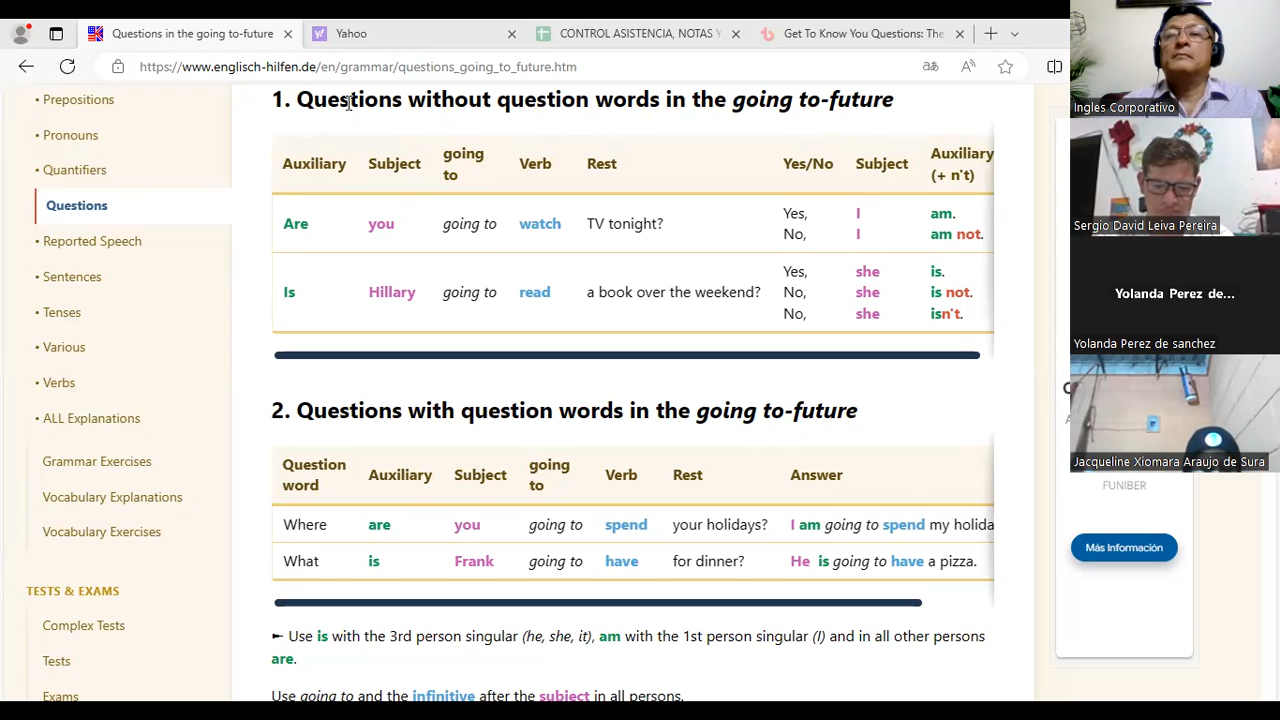 Questions in the going to-future
Yahoo
CONTROL ASISTENCIA, NOTAS Y
Get To Know You Questions: The
https://www.englisch-hilfen.de/en/grammar/questions_going_to_future.htm
• Prepositions
• Pronouns
• Quantifiers
Questions
• Reported Speech
• Sentences
• Tenses
• Various
• Verbs
• ALL Explanations
Grammar Exercises
Vocabulary Explanations
Vocabulary Exercises
TESTS & EXAMS
Complex Tests
Tests
Exams
1. Questions without question words in the going to-future
Auxiliary Subject going to Verb Rest Yes/No Subject Auxiliary (+ n't)
Are you going to watch TV tonight? Yes, I am.
No, I am not.
Is Hillary going to read a book over the weekend? Yes, she is.
No, she is not.
No, she isn't.
2. Questions with question words in the going to-future
Question word Auxiliary Subject going to Verb Rest Answer
Where are you going to spend your holidays? I am going to spend my holida
What is Frank going to have for dinner? He is going to have a pizza.
► Use is with the 3rd person singular (he, she, it), am with the 1st person singular (I) and in all other persons
are.
Use going to and the infinitive after the subject in all persons.
Ingles Corporativo
Sergio David Leiva Pereira
Yolanda Perez de...
Yolanda Perez de sanchez
Jacqueline Xiomara Araujo de Sura
FUNIBER
Más Información